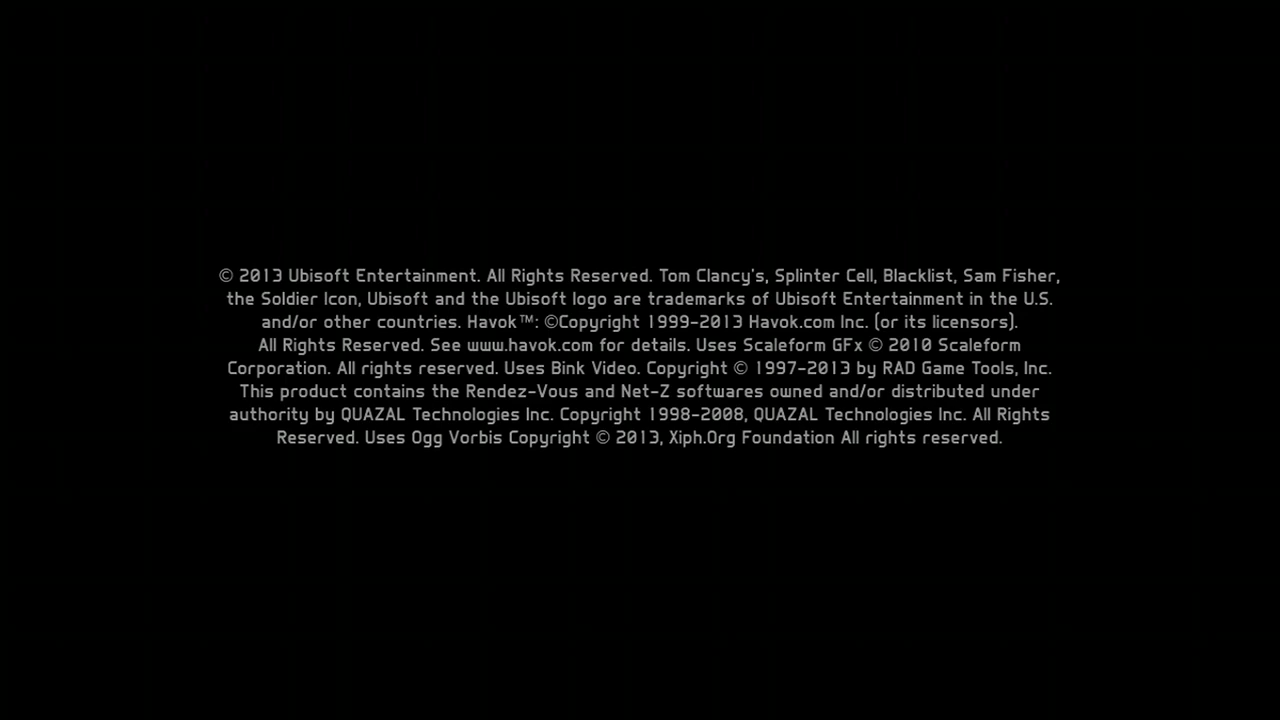 © 2013 Ubisoft Entertainment. All Rights Reserved. Tom Clancy's, Splinter Cell, Blacklist, Sam Fisher,
the Soldier Icon, Ubisoft and the Ubisoft logo are trademarks of Ubisoft Entertainment in the U.S.
and/or other countries. Havok™: ©Copyright 1999-2013 Havok.com Inc. (or its licensors).
All Rights Reserved. See www.havok.com for details. Uses Scaleform GFx © 2010 Scaleform
Corporation. All rights reserved. Uses Bink Video. Copyright © 1997-2013 by RAD Game Tools, Inc.
This product contains the Rendez-Vous and Net-Z softwares owned and/or distributed under
authority by QUAZAL Technologies Inc. Copyright 1998-2008, QUAZAL Technologies Inc. All Rights
Reserved. Uses Ogg Vorbis Copyright © 2013, Xiph.Org Foundation All rights reserved.